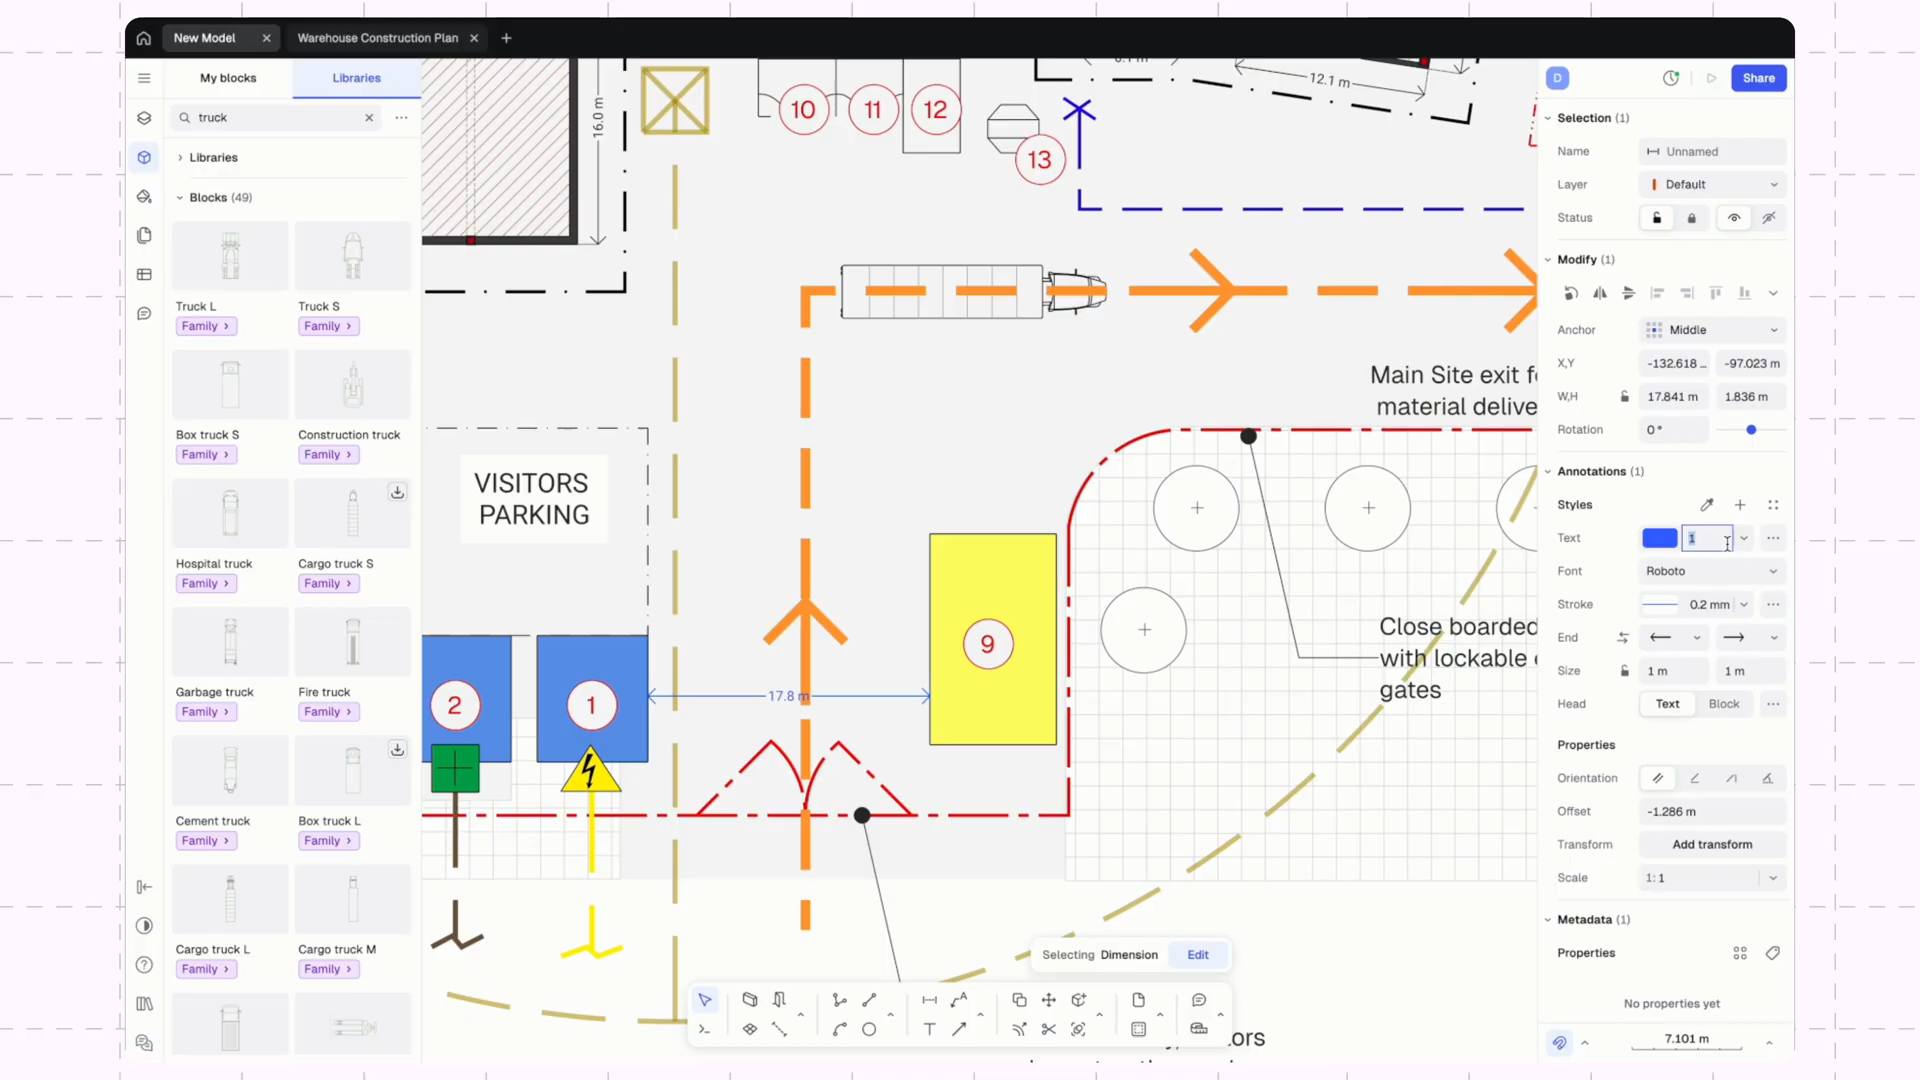 New Model
Warehouse Construction Plan
My blocks
Libraries
truck
Libraries
Blocks (49)
Truck L
Family
Truck S
Family
Box truck S
Family
Construction truck
Family
Hospital truck
Family
Cargo truck S
Family
Garbage truck
Family
Fire truck
Family
Cement truck
Family
Box truck L
Family
Cargo truck L
Family
Cargo truck M
Family
16.0 m
10
11
12
13
12.1 m
Main Site exit f
material delive
VISITORS
PARKING
9
2
1
17.8 m
Close boarded
with lockable
gates
Selecting Dimension
Edit
D
Share
Selection (1)
Name
Unnamed
Layer
Default
Status
Modify (1)
Anchor
Middle
X,Y
-132.618 ...
-97.023 m
W,H
17.841 m
1.836 m
Rotation
0 °
Annotations (1)
Styles
Text
1
Font
Roboto
Stroke
0.2 mm
End
Size
1 m
1 m
Head
Text
Block
Properties
Orientation
Offset
-1.286 m
Transform
Add transform
Scale
1: 1
Metadata (1)
Properties
No properties yet
7.101 m